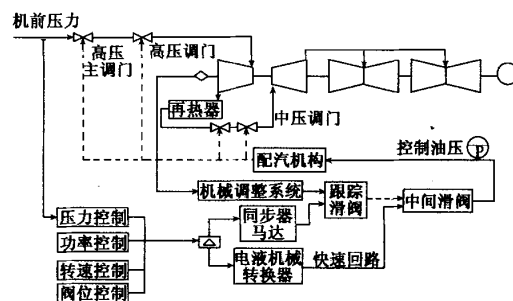 机前压力
高压
主调门
高压调门
再热器
中压调门
控制油压
p
配汽机构
机械调整系统
跟踪
滑阀
中间滑阀
同步器
马达
压力控制
功率控制
转速控制
阀位控制
电液机械
转换器
快速回路